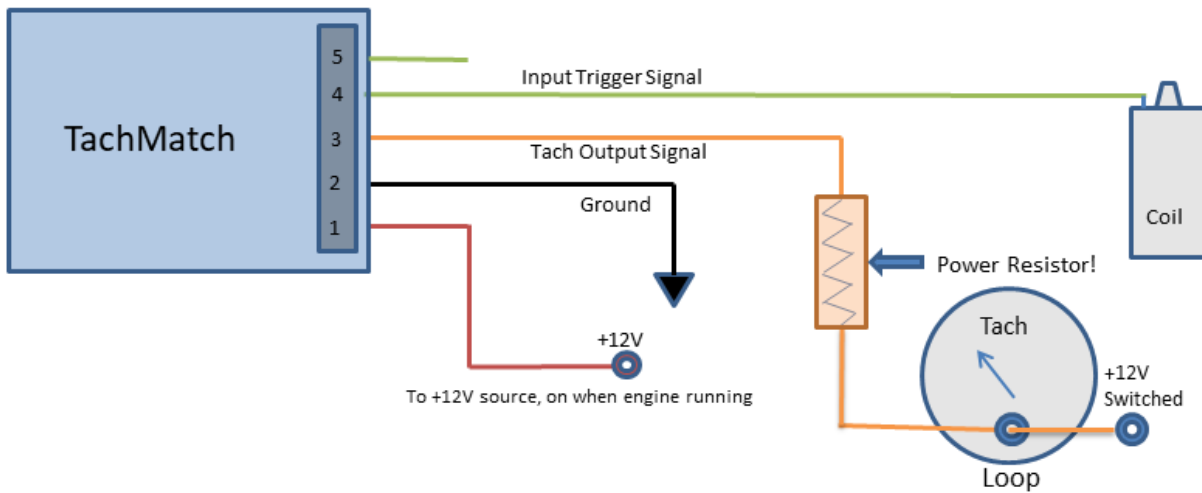 TachMatch
5
4
3
2
1
Input Trigger Signal
Tach Output Signal
Ground
+12V
To +12V source, on when engine running
Power Resistor!
Coil
Tach
+12V
Switched
Loop